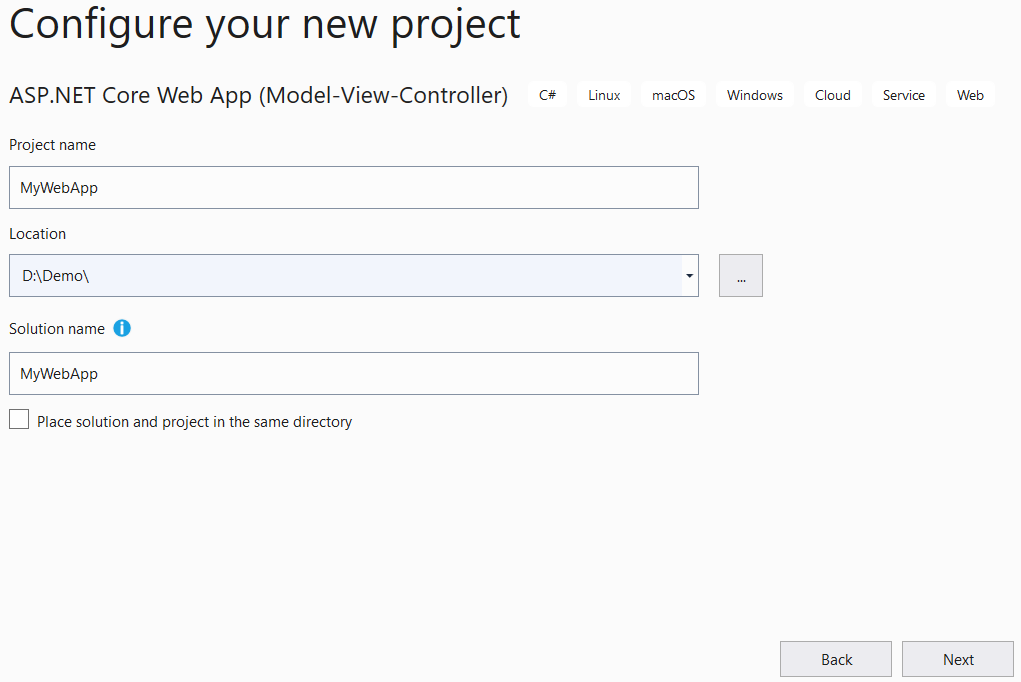 Configure your new project
ASP.NET Core Web App (Model-View-Controller) C# Linux macOS Windows Cloud Service Web
Project name
MyWebApp
Location
D:\Demo\
...
Solution name
MyWebApp
Place solution and project in the same directory
Back Next